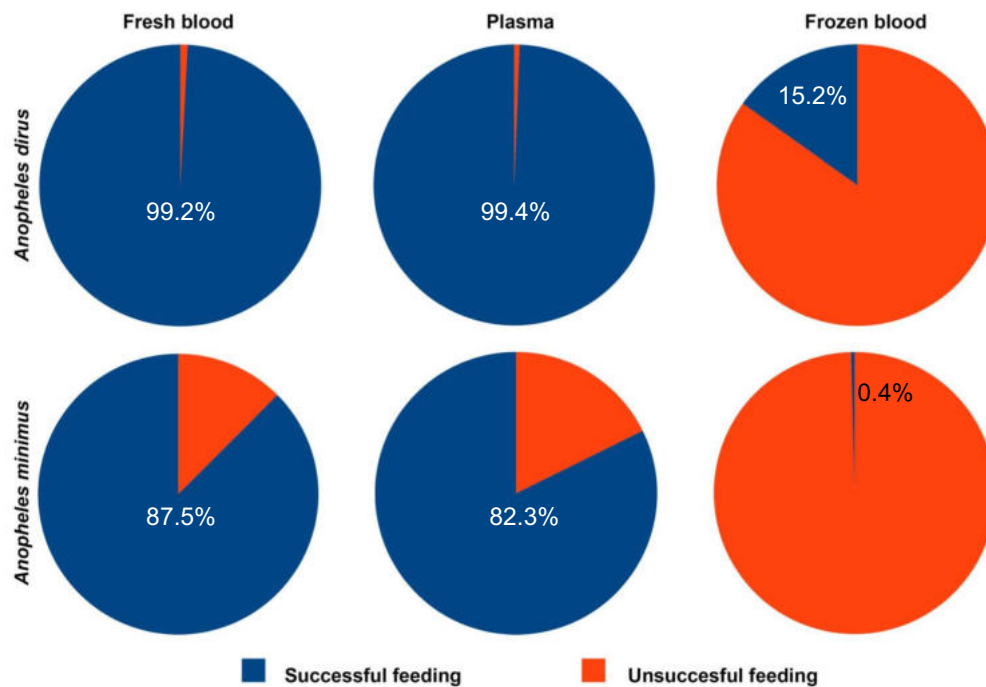 Fresh blood
Plasma
Frozen blood
Anopheles dirus
99.2%
99.4%
15.2%
Anopheles minimus
87.5%
82.3%
0.4%
Successful feeding
Unsuccesful feeding